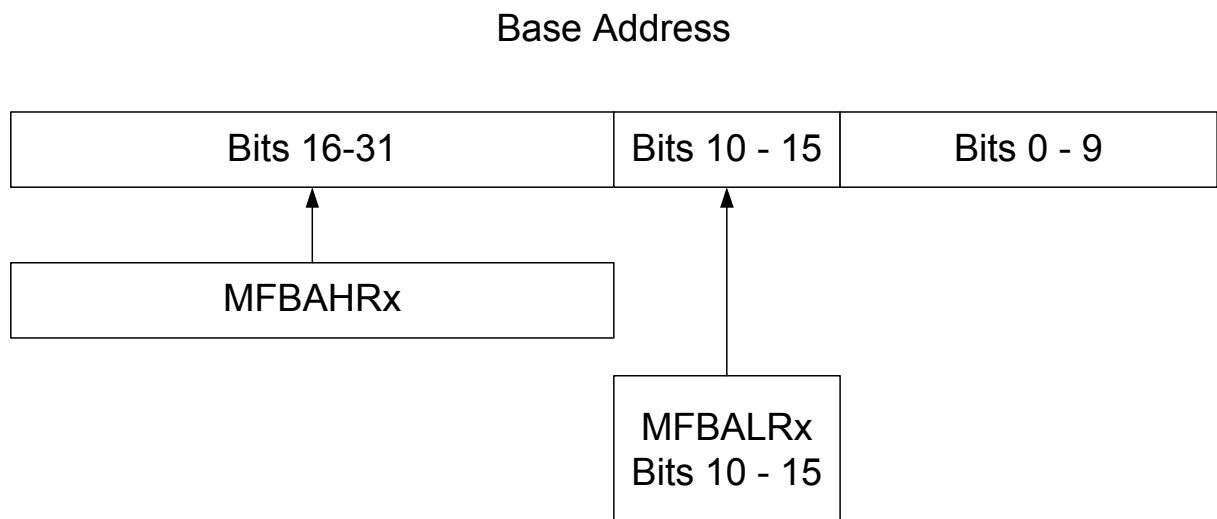 Base Address
Bits 16-31
Bits 10 - 15
Bits 0 - 9
MFBAHRx
MFBALRx
Bits 10 - 15